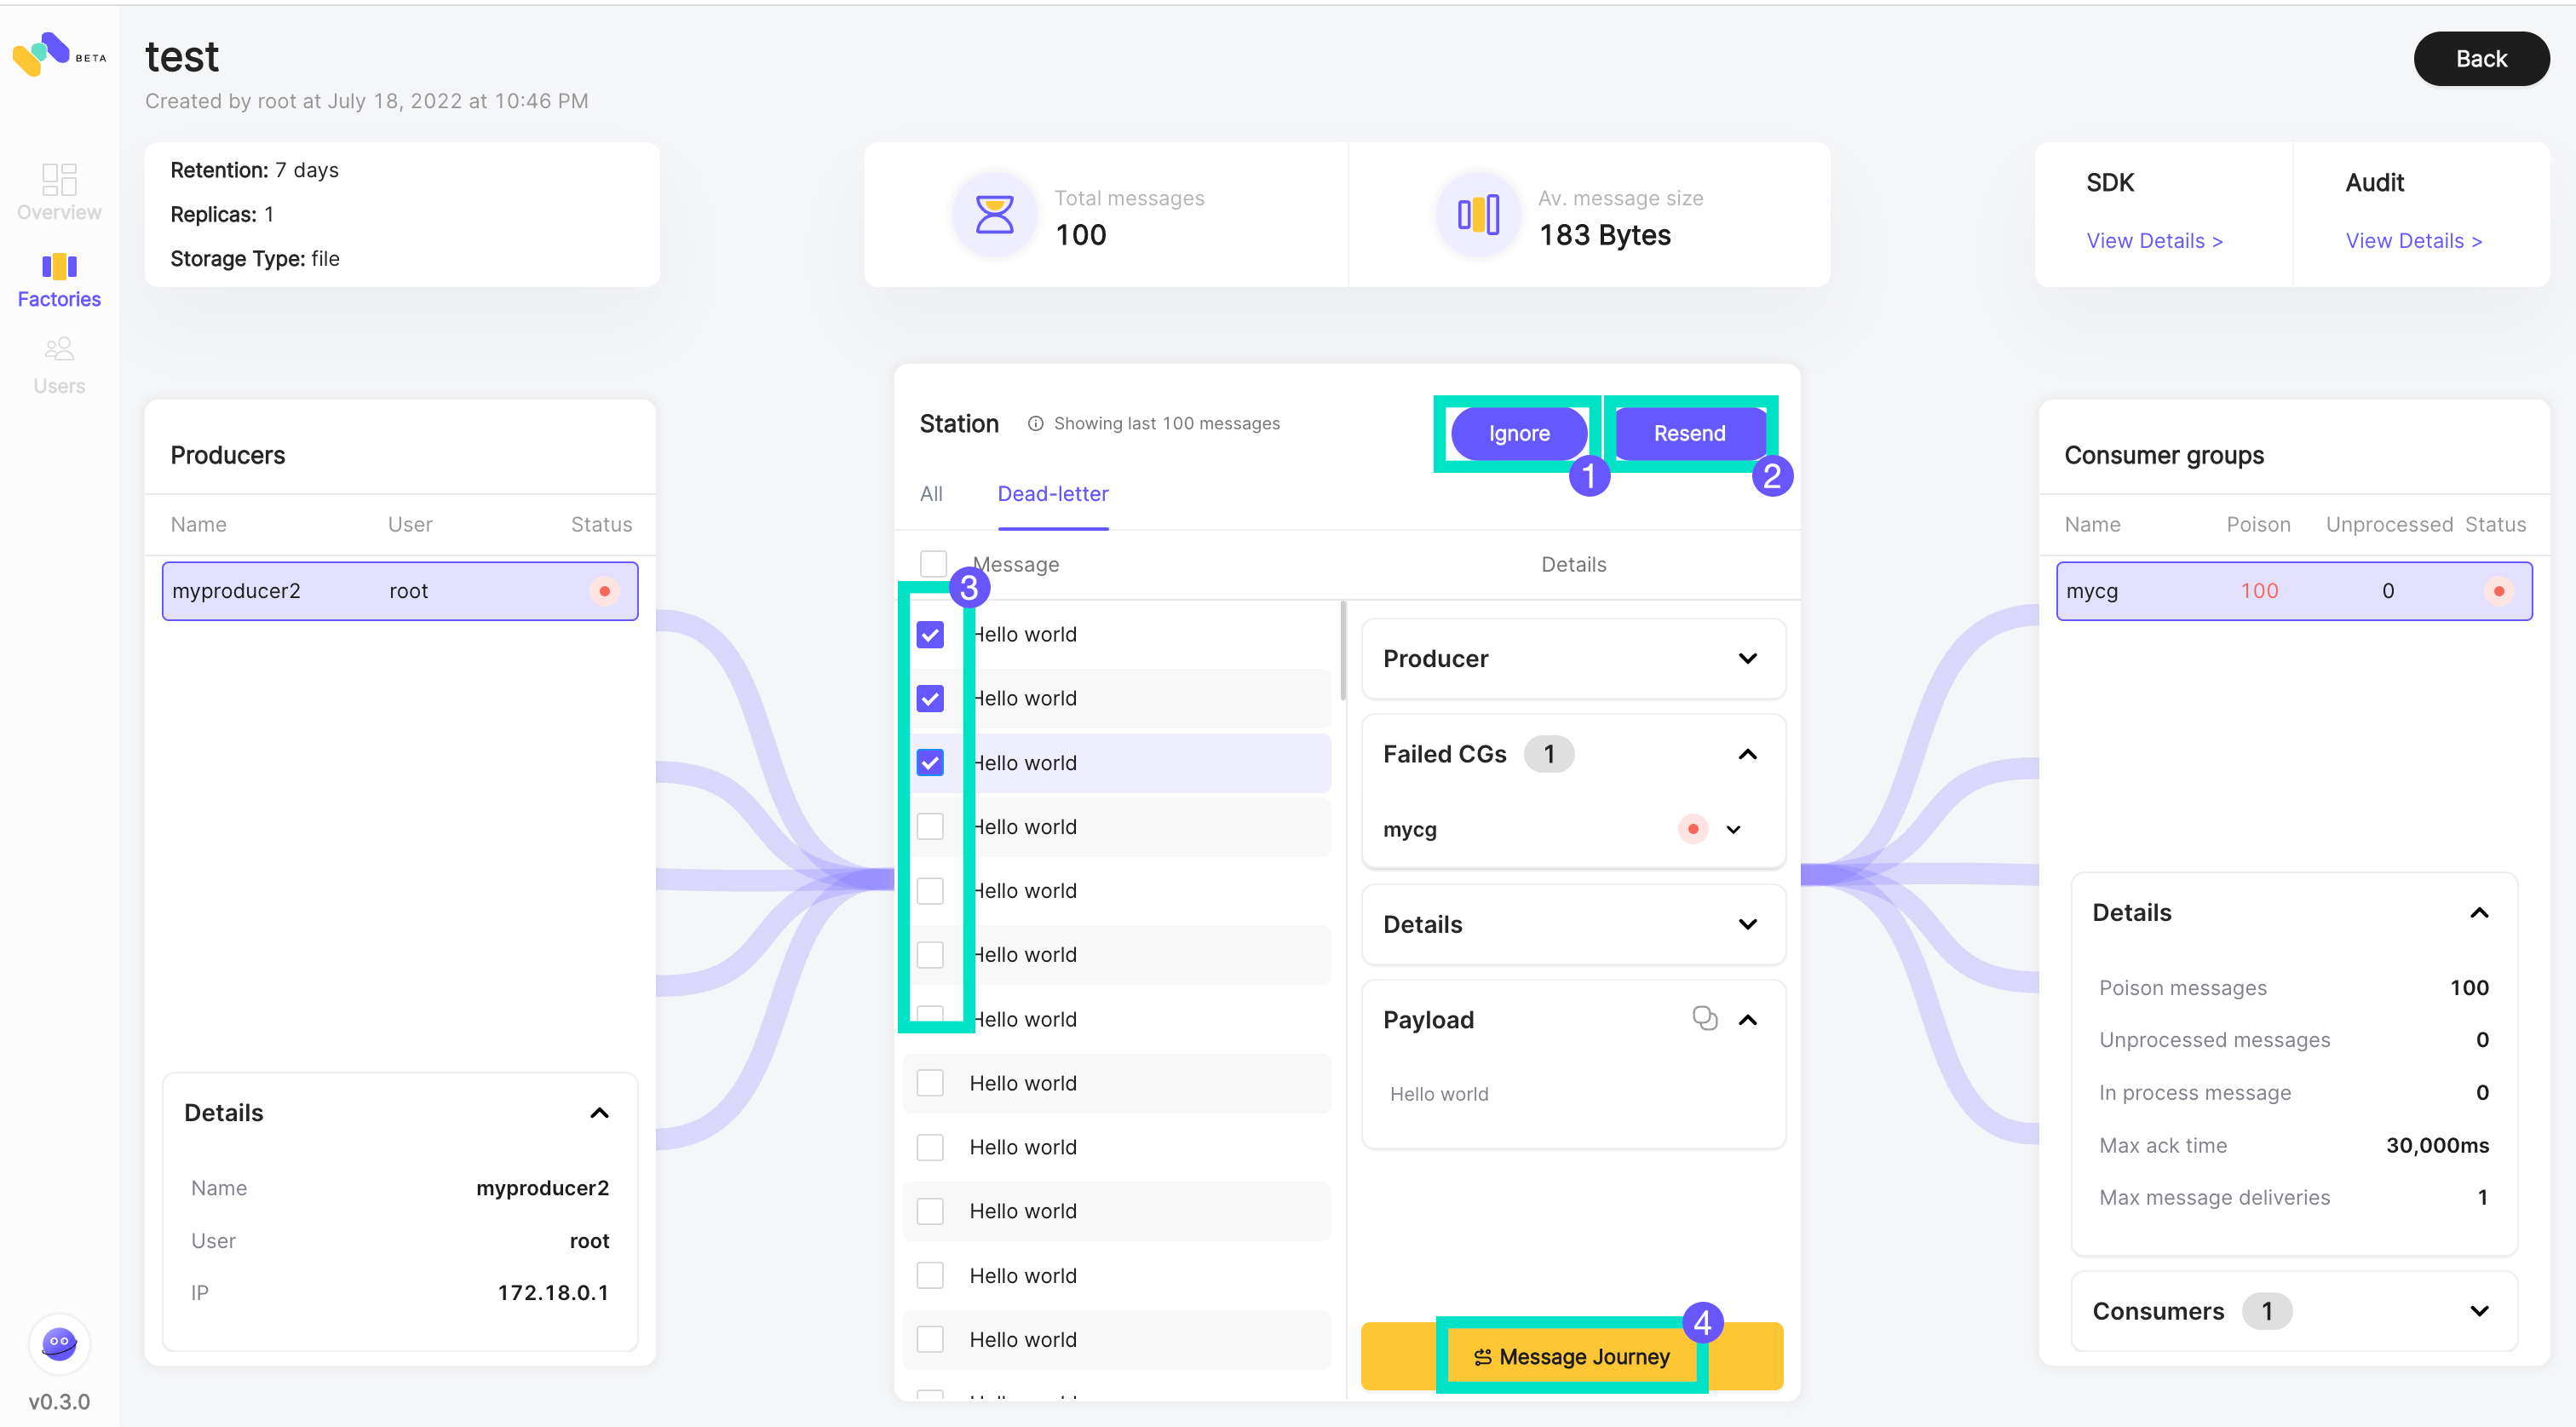 BETA
test
Created by root at July 18, 2022 at 10:46 PM
Back
Overview
Factories
Users
v0.3.0
Retention: 7 days
Replicas: 1
Storage Type: file
Total messages
100
Av. message size
183 Bytes
SDK
View Details >
Audit
View Details >
Producers
Name User Status
myproducer2 root
Details
Name myproducer2
User root
IP 172.18.0.1
Station
Showing last 100 messages
Ignore
1
Resend
2
All
Dead-letter
Message
Details
3
Hello world
Hello world
Hello world
Hello world
Hello world
Hello world
Hello world
Hello world
Hello world
Hello world
Hello world
Hello world
Producer
Failed CGs 1
mycg
Details
Payload
Hello world
4
Message Journey
Consumer groups
Name Poison Unprocessed Status
mycg 100 0
Details
Poison messages 100
Unprocessed messages 0
In process message 0
Max ack time 30,000ms
Max message deliveries 1
Consumers 1